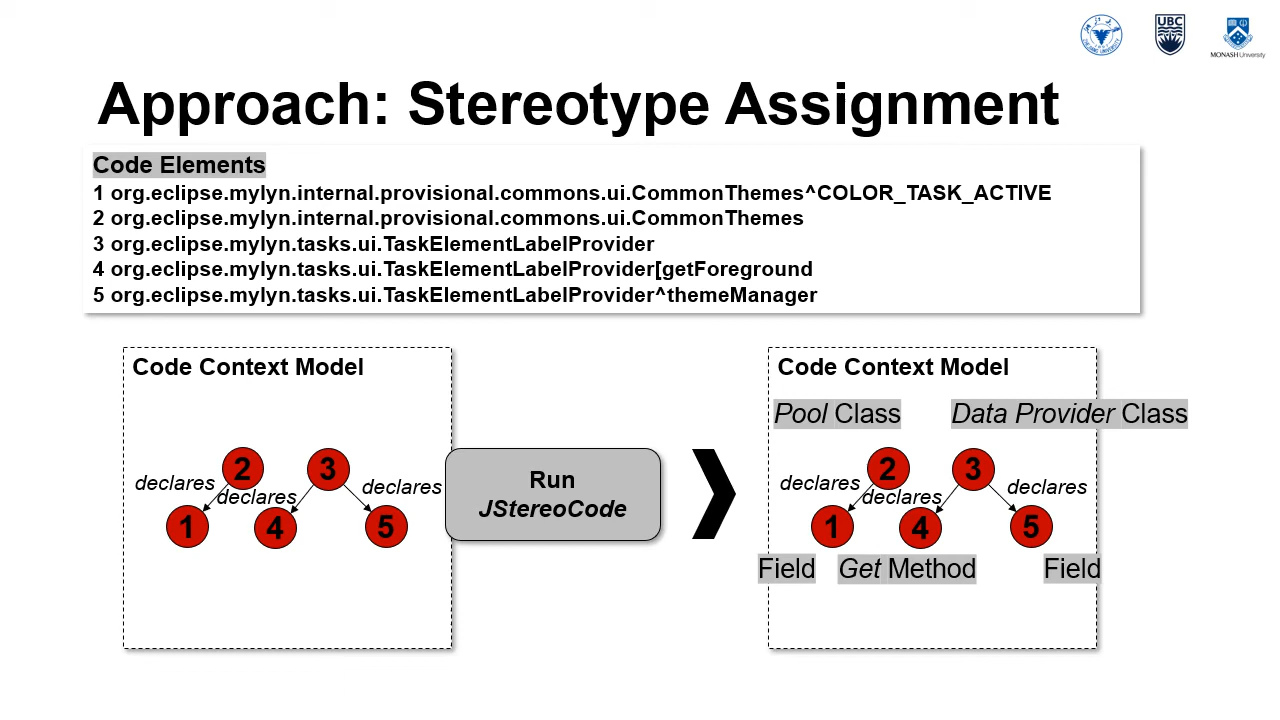 UBC
MONASH University
Approach: Stereotype Assignment
Code Elements
1 org.eclipse.mylyn.internal.provisional.commons.ui.CommonThemes^COLOR_TASK_ACTIVE
2 org.eclipse.mylyn.internal.provisional.commons.ui.CommonThemes
3 org.eclipse.mylyn.tasks.ui.TaskElementLabelProvider
4 org.eclipse.mylyn.tasks.ui.TaskElementLabelProvider[getForeground
5 org.eclipse.mylyn.tasks.ui.TaskElementLabelProvider^themeManager
Code Context Model
2
3
declares
declares
declares
1
4
5
Run
JStereoCode
Code Context Model
Pool Class
Data Provider Class
2
3
declares
declares
declares
1
4
5
Field
Get Method
Field